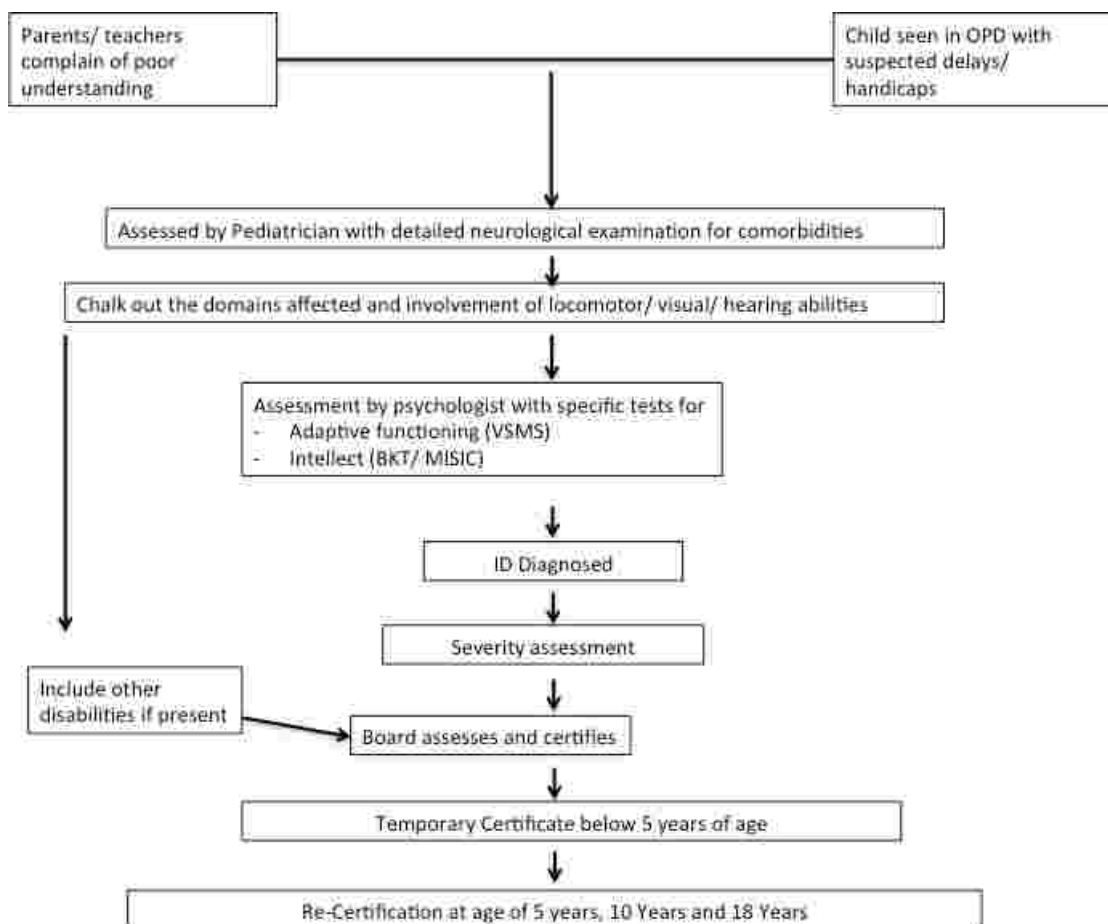 Parents/ teachers
complain of poor
understanding
Child seen in OPD with
suspected delays/
handicaps
Assessed by Pediatrician with detailed neurological examination for comorbidities
Chalk out the domains affected and involvement of locomotor/ visual/ hearing abilities
Assessment by psychologist with specific tests for
- Adaptive functioning (VSMS)
- Intellect (BKT/ MISIC)
ID Diagnosed
Severity assessment
Include other
disabilities if present
Board assesses and certifies
Temporary Certificate below 5 years of age
Re-Certification at age of 5 years, 10 Years and 18 Years